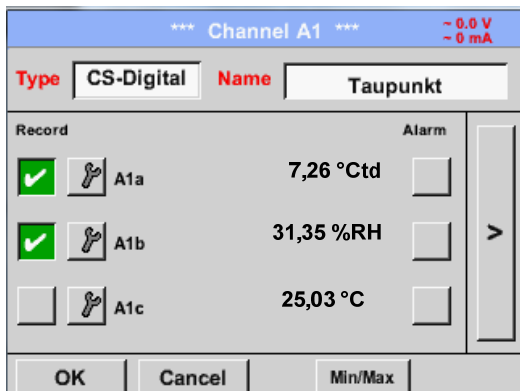 *** Channel A1 ***
~ 0.0 V
~ 0 mA
Type CS-Digital Name Taupunkt
Record Alarm
A1a 7,26 °Ctd
A1b 31,35 %RH
>
A1c 25,03 °C
OK Cancel Min/Max